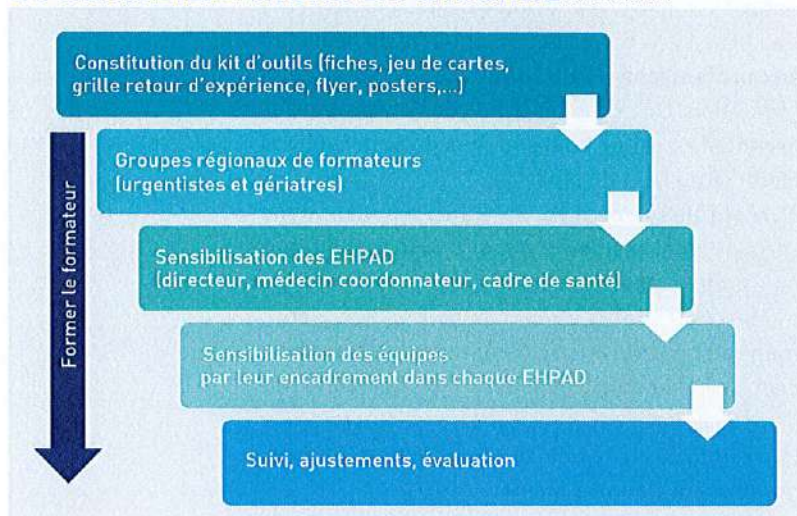 Constitution du kit d'outils (fiches, jeu de cartes,
grille retour d'expérience, flyer, posters,...)
Groupes régionaux de formateurs
(urgentistes et gériatres)
Sensibilisation des EHPAD
(directeur, médecin coordonnateur, cadre de santé)
Sensibilisation des équipes
par leur encadrement dans chaque EHPAD
Suivi, ajustements, évaluation
Former le formateur